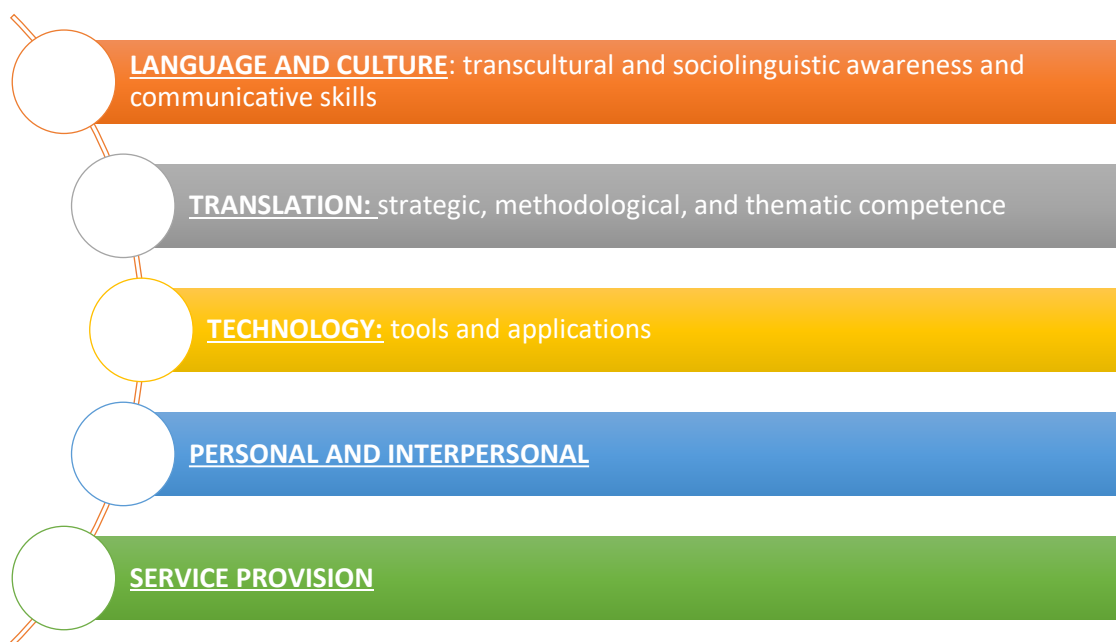 LANGUAGE AND CULTURE: transcultural and sociolinguistic awareness and
communicative skills
TRANSLATION: strategic, methodological, and thematic competence
TECHNOLOGY: tools and applications
PERSONAL AND INTERPERSONAL
SERVICE PROVISION